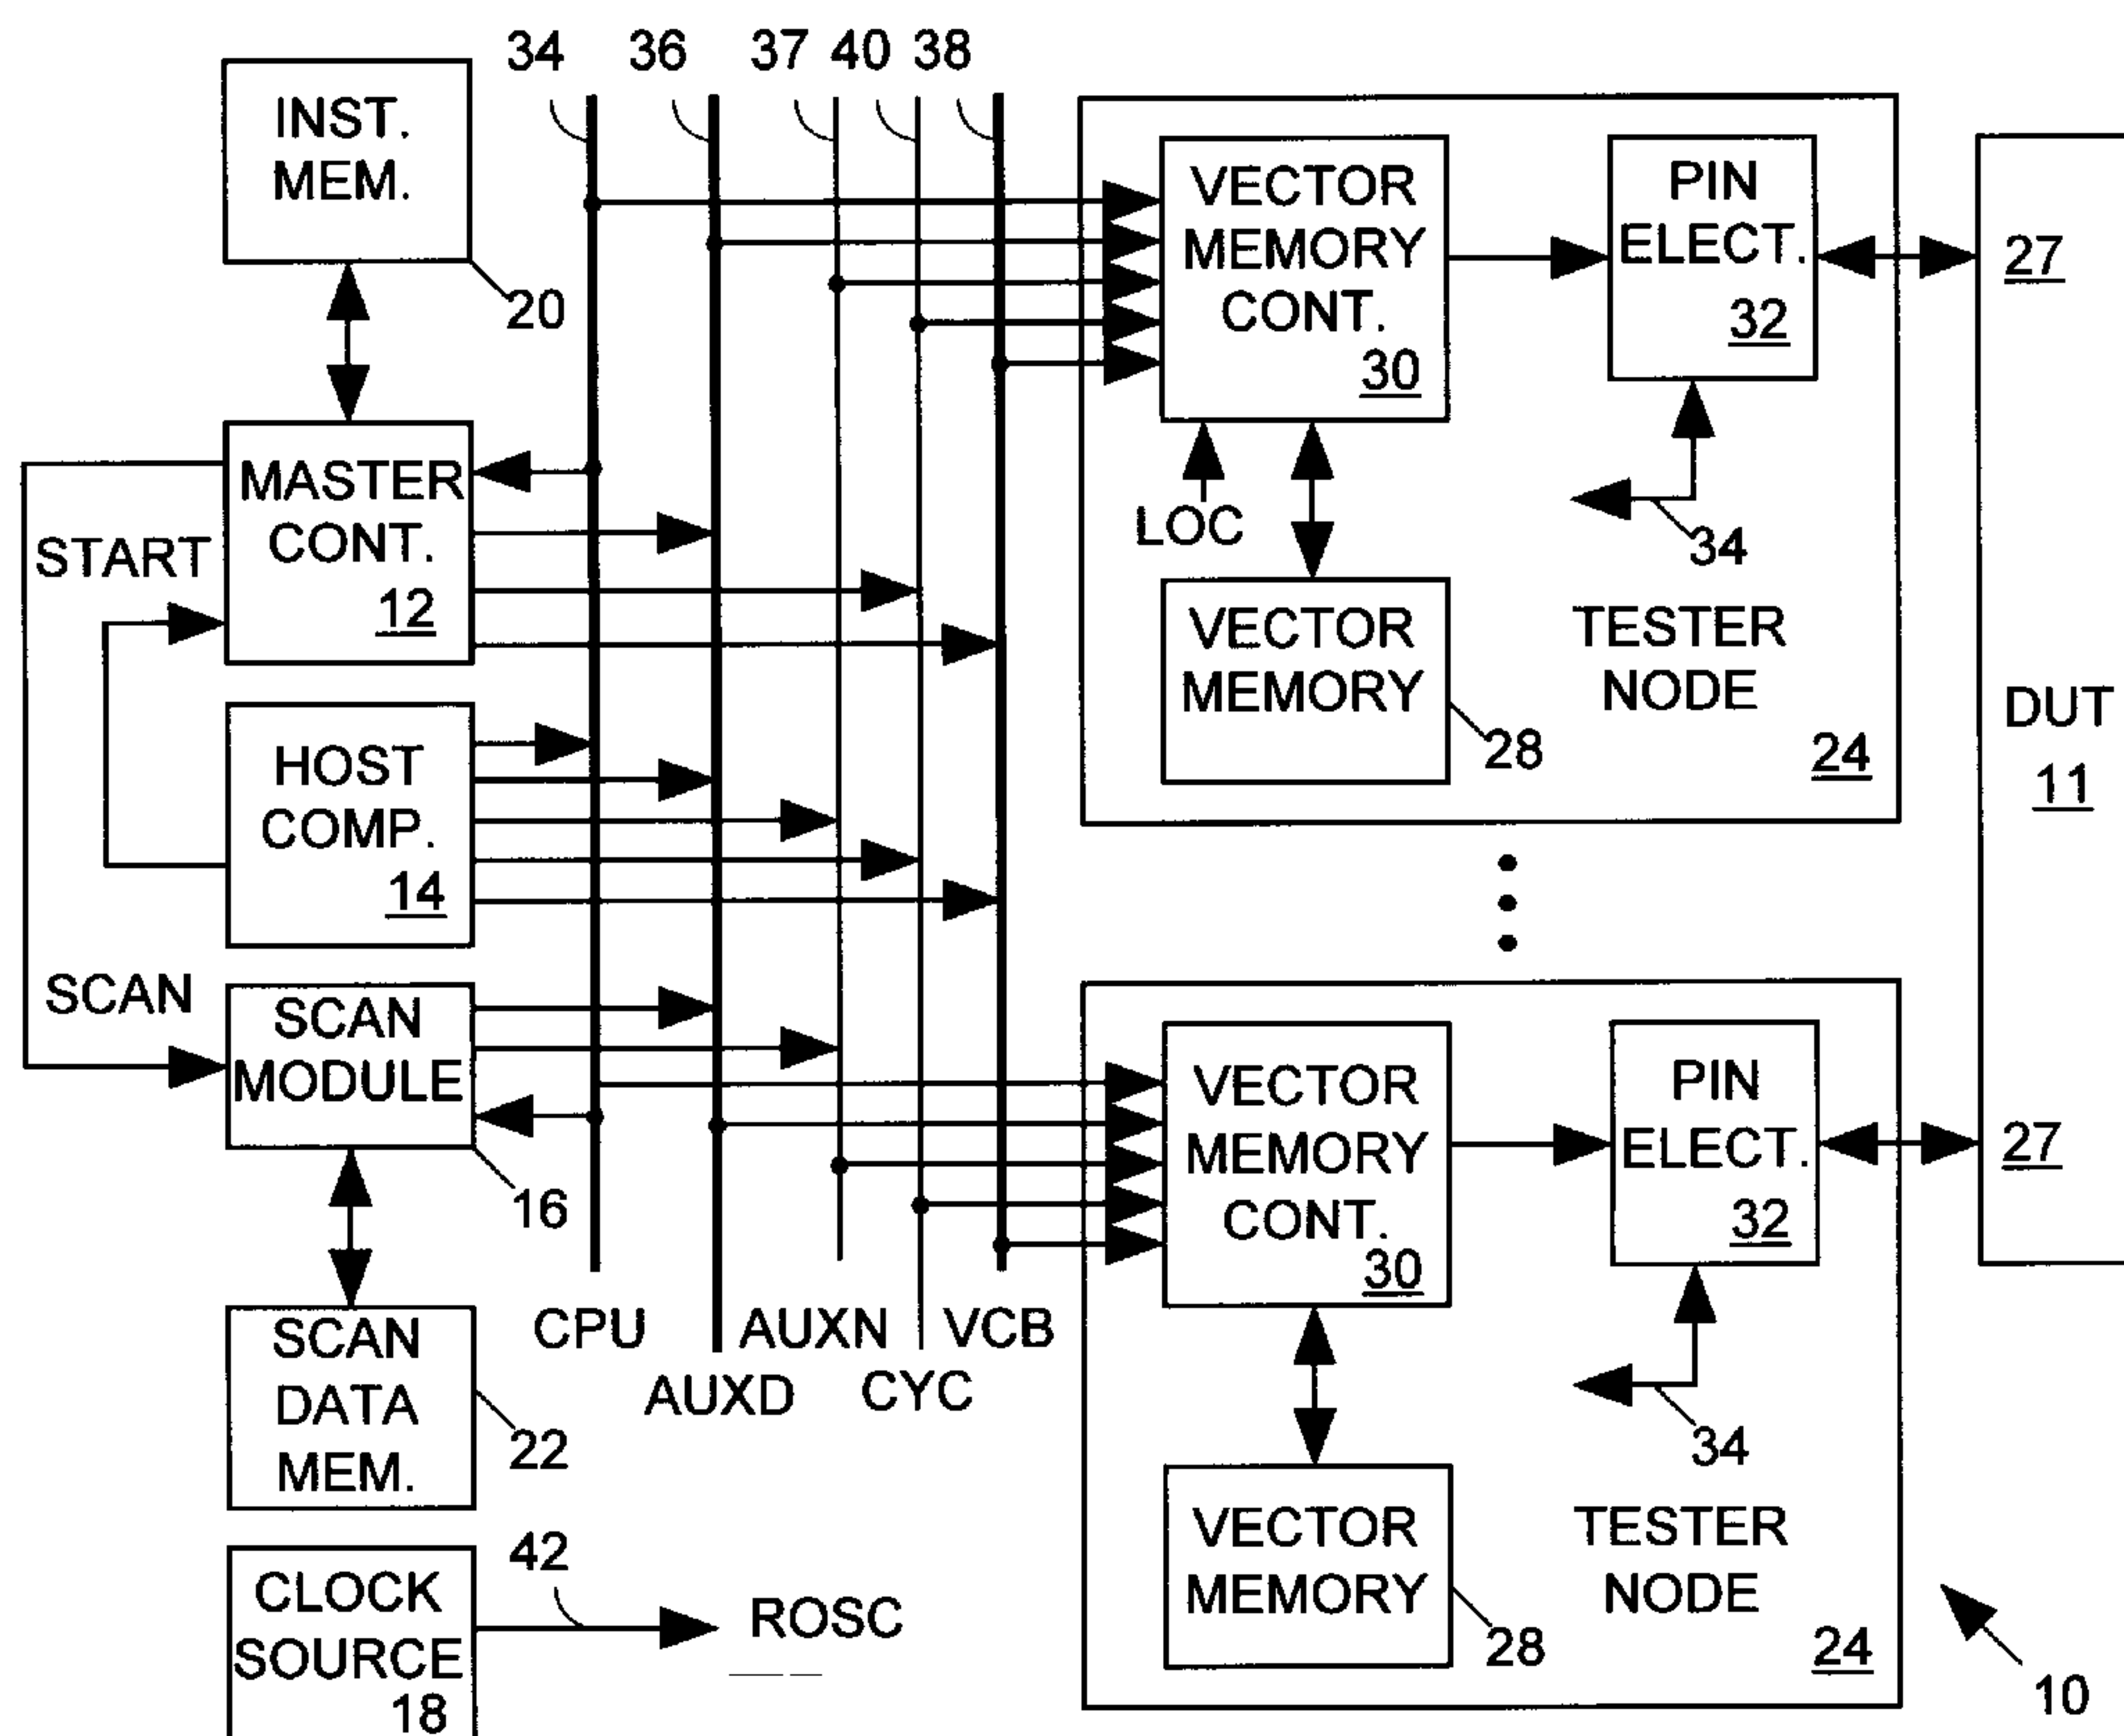 34 36 37 40 38
INST.
MEM.
20
MASTER
CONT.
12
START
HOST
COMP.
14
SCAN
SCAN
MODULE
16
SCAN
DATA
MEM.
22
CLOCK
SOURCE
18
42
ROSC
CPU AUXN VCB
AUXD CYC
VECTOR
MEMORY
CONT.
30
PIN
ELECT.
32
27
LOC
34
VECTOR
MEMORY
28
TESTER
NODE
24
DUT
11
VECTOR
MEMORY
CONT.
30
PIN
ELECT.
32
27
34
VECTOR
MEMORY
28
TESTER
NODE
24
10